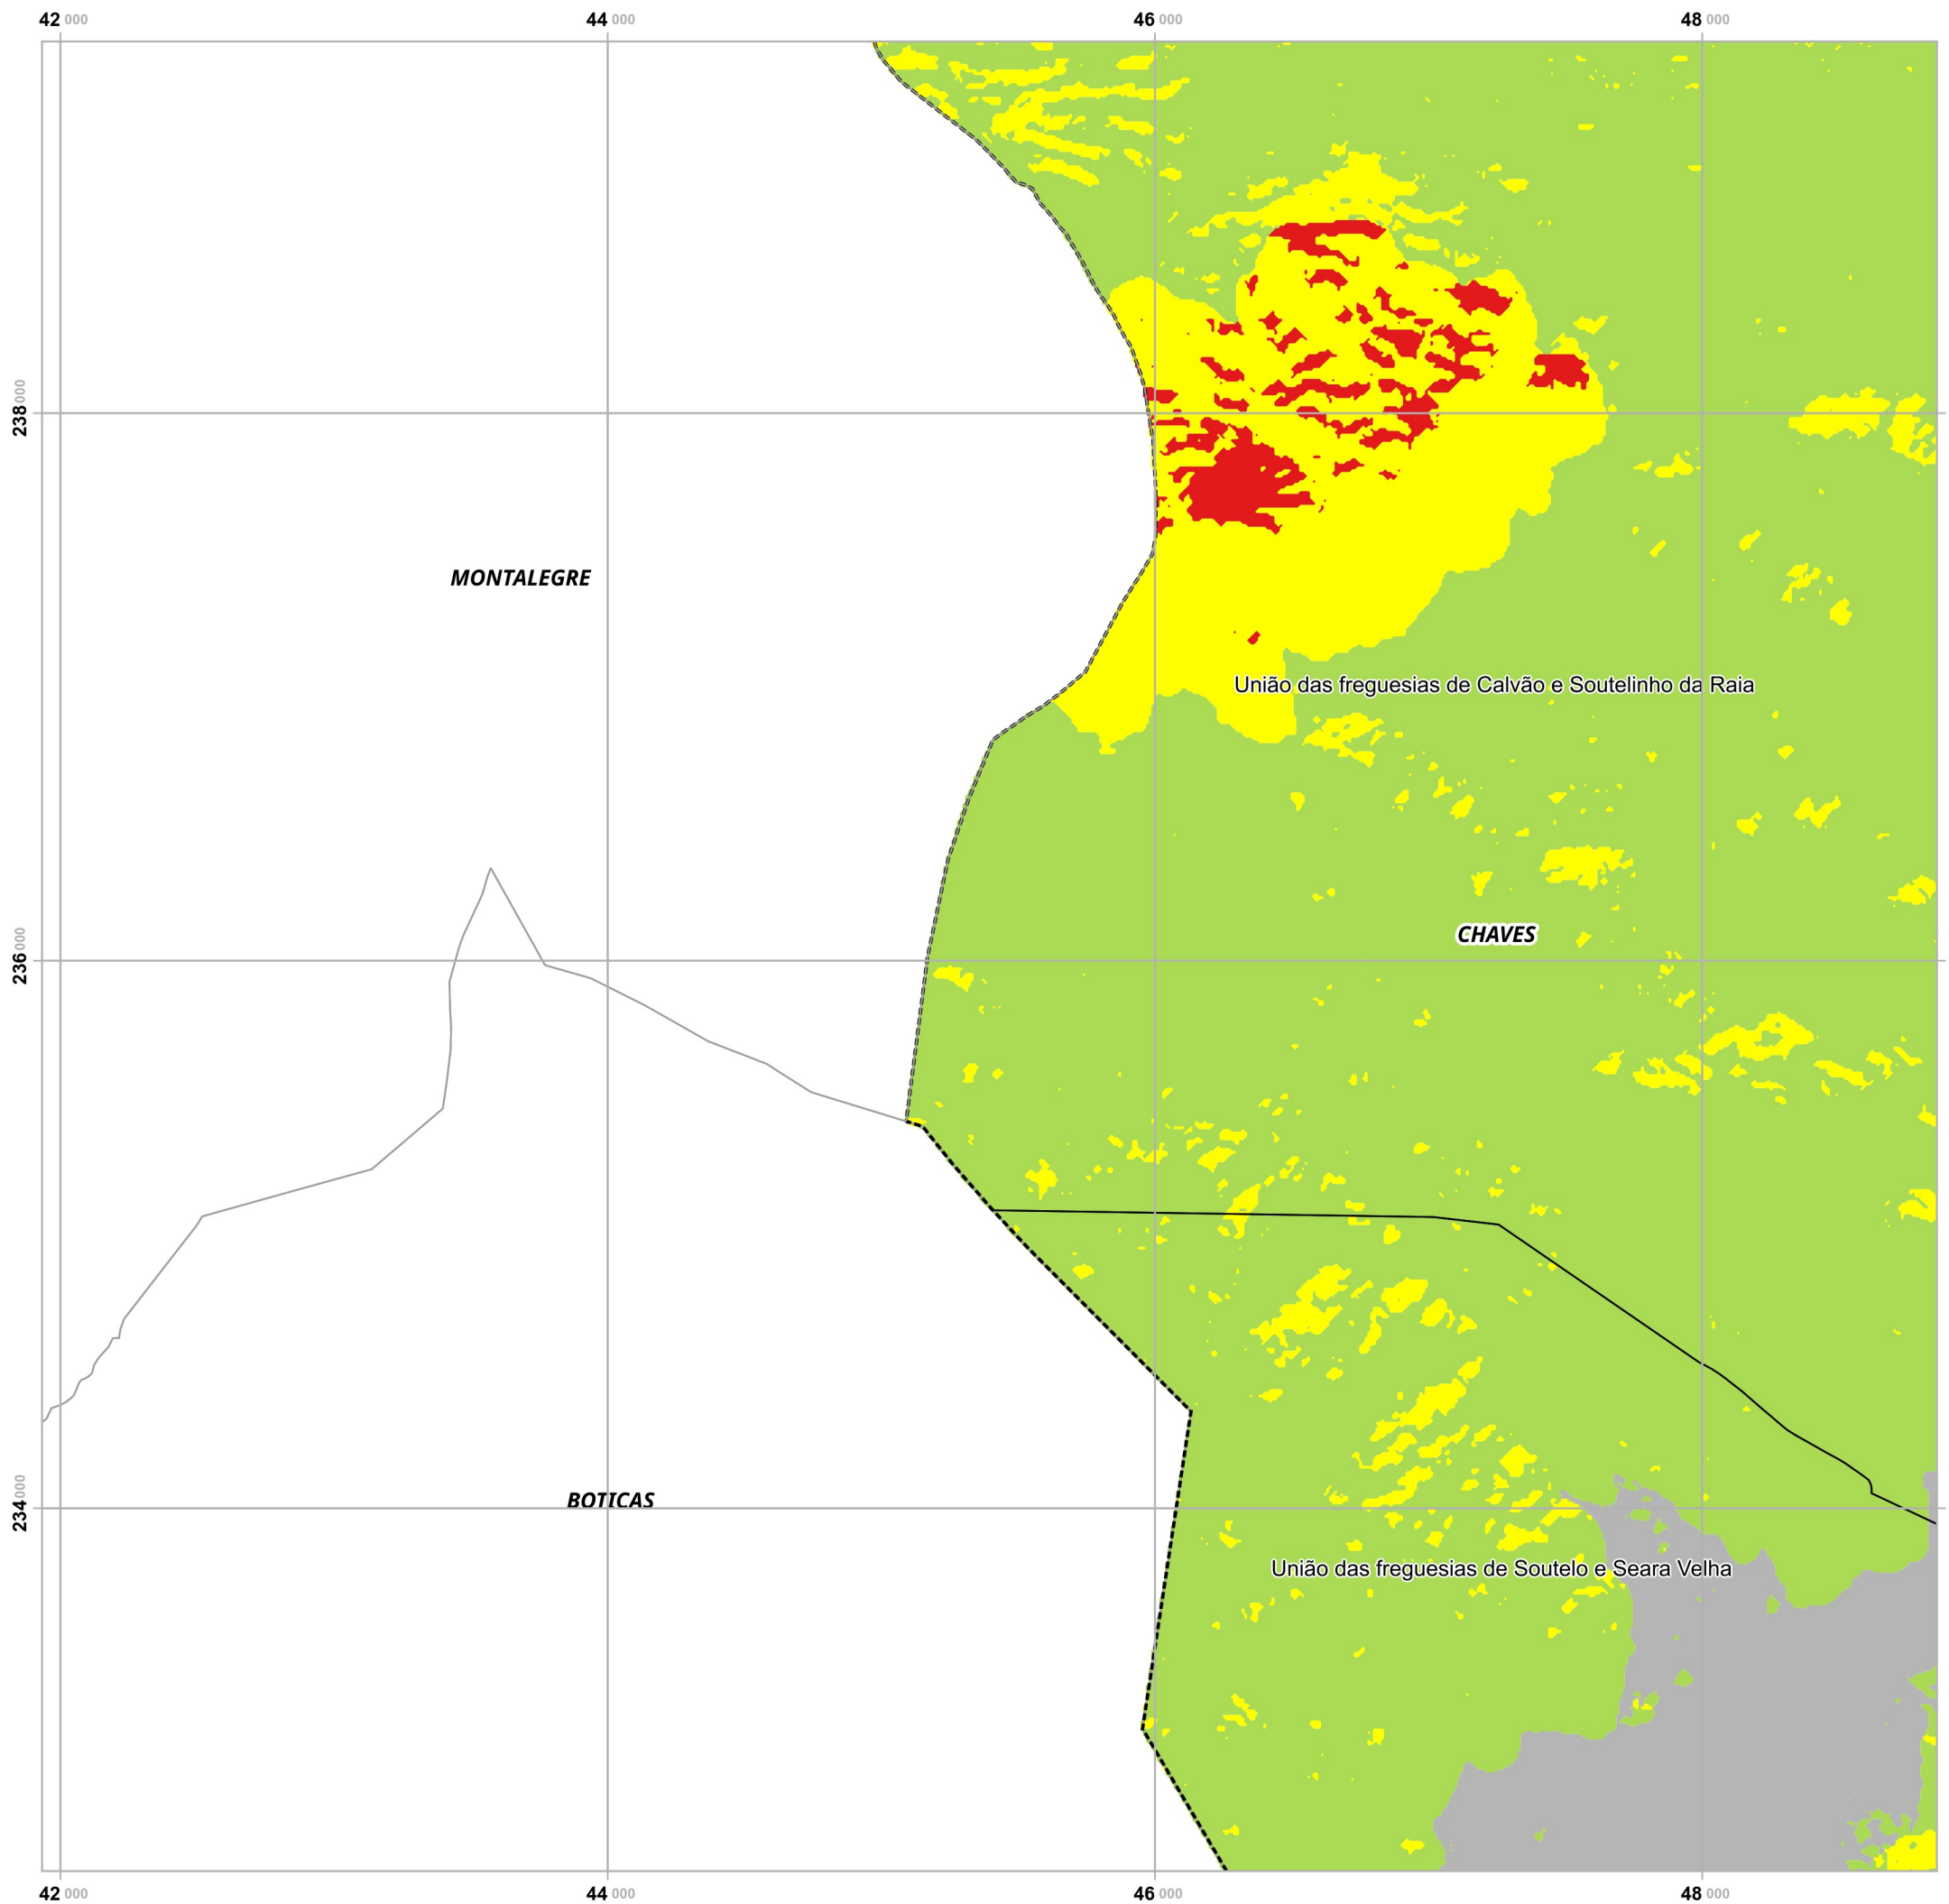 42 000 44 000 46 000 48 000
238 000
MONTALEGRE
União das freguesias de Calvão e Soutelinho da Raia
CHAVES
236 000
BOTICAS
234 000
União das freguesias de Soutelo e Seara Velha
42 000 44 000 46 000 48 000